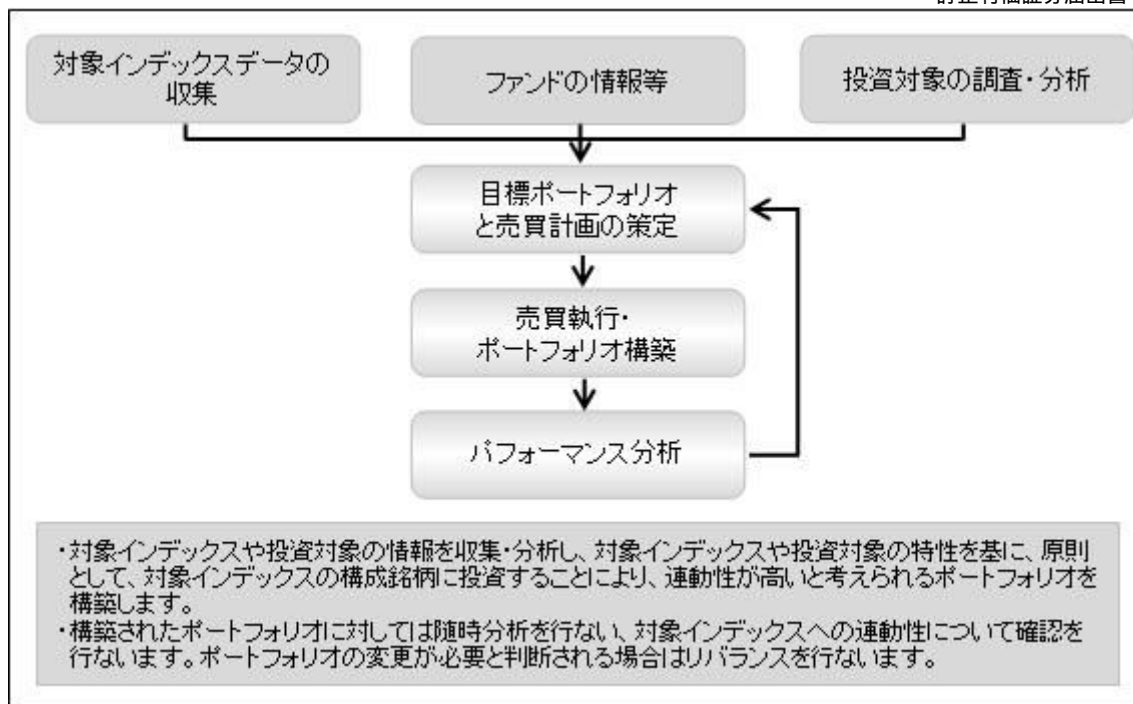 対象インデックスデータの
収集
ファンドの情報等
投資対象の調査・分析
目標ポートフォリオ
と売買計画の策定
売買執行・
ポートフォリオ構築
パフォーマンス分析
・対象インデックスや投資対象の情報を収集・分析し、対象インデックスや投資対象の特性を基に、原則
として、対象インデックスの構成銘柄に投資することにより、連動性が高いと考えられるポートフォリオを
構築します。
・構築されたポートフォリオに対しては随時分析を行ない、対象インデックスへの連動性について確認を
行ないます。ポートフォリオの変更が必要と判断される場合はリバランスを行ないます。